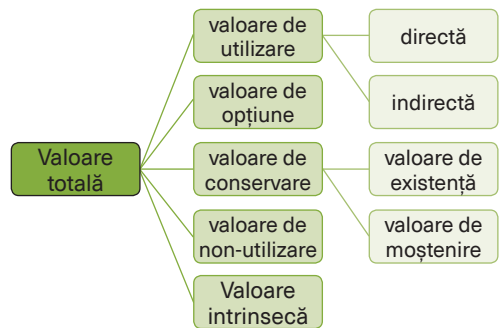 Valoare
totală
valoare de
utilizare
valoare de
opțiune
valoare de
conservare
valoare de
non-utilizare
Valoare
intrinsecă
directă
indirectă
valoare de
existență
valoare de
moștenire